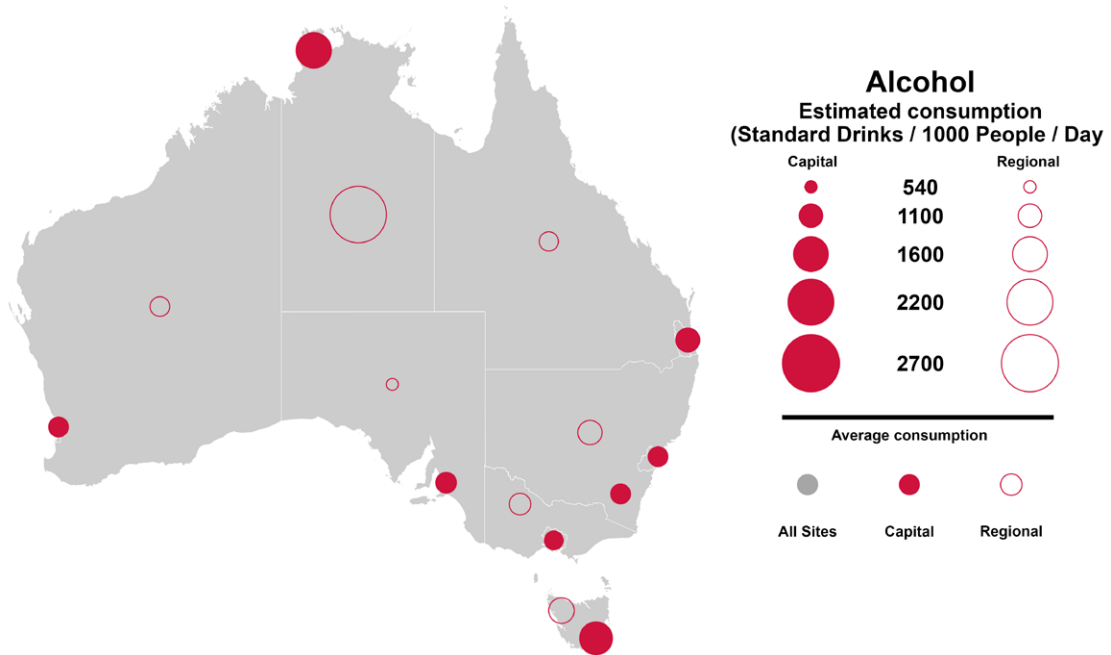 Alcohol
Estimated consumption
(Standard Drinks / 1000 People / Day
Capital
Regional
540
1100
1600
2200
2700
Average consumption
All Sites
Capital
Regional